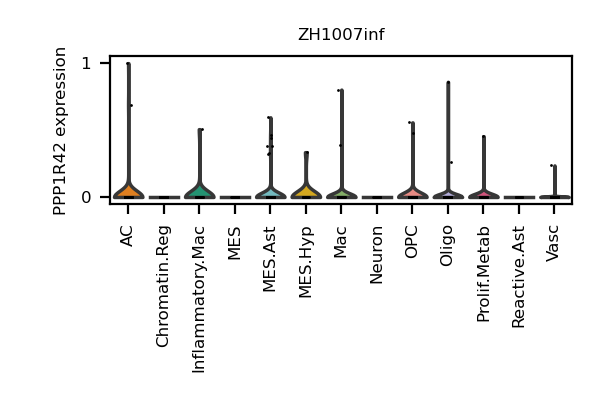 ZH1007inf
PPP1R42 expression
1
0
AC
Chromatin.Reg
Inflammatory.Mac
MES
MES.Ast
MES.Hyp
Mac
Neuron
OPC
Oligo
Prolif.Metab
Reactive.Ast
Vasc